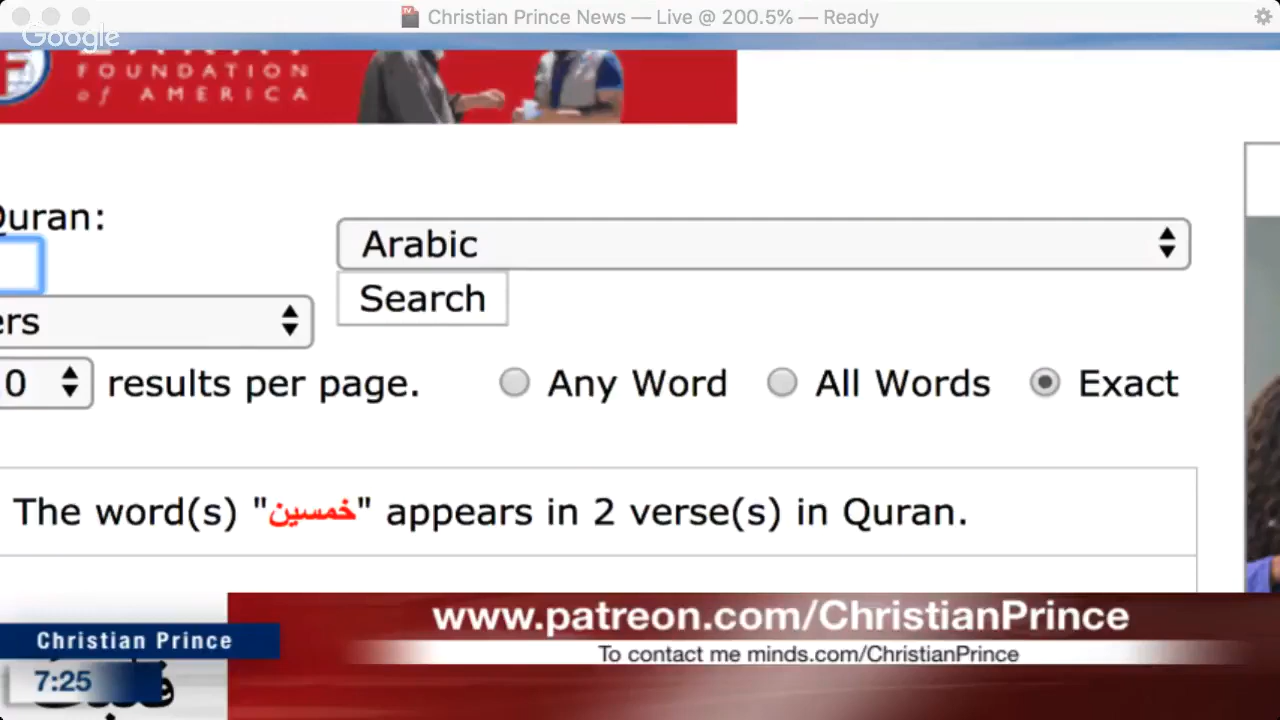 Christian Prince News — Live @ 200.5% — Ready
Google
FOUNDATION
of AMERICA
Quran:
Arabic
Search
ers
0 results per page. Any Word All Words Exact
The word(s) "خمسين" appears in 2 verse(s) in Quran.
www.patreon.com/ChristianPrince
Christian Prince
To contact me minds.com/ChristianPrince
7:25